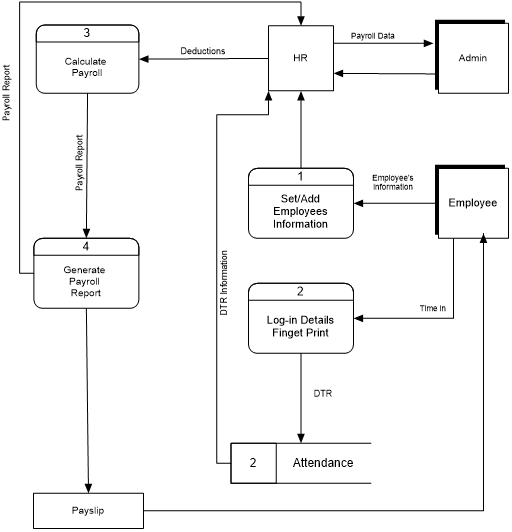 3
Calculate
Payroll
Deductions
HR
Payroll Data
Admin
Payroll Report
Payroll Report
1
Set/Add
Employees
Information
Employee's
Information
Employee
4
Generate
Payroll
Report
DTR Information
2
Log-in Details
Finget Print
Time In
DTR
2
Attendance
Payslip